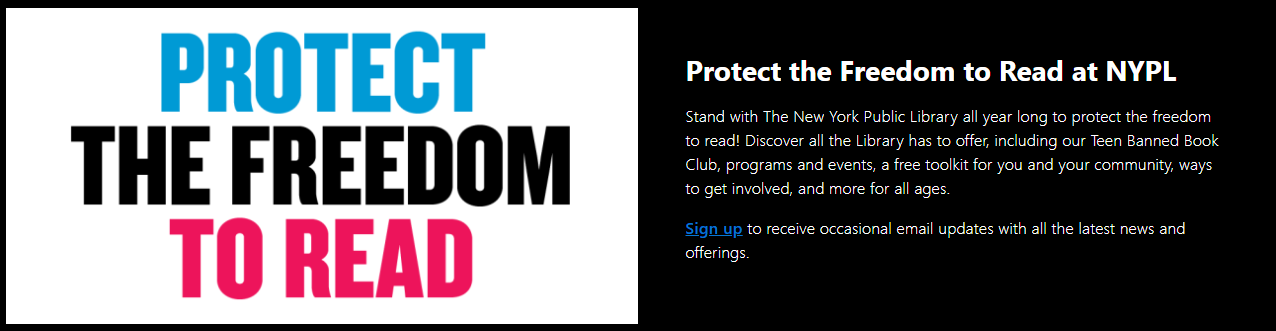 PROTECT
THE FREEDOM
TO READ
Protect the Freedom to Read at NYPL
Stand with The New York Public Library all year long to protect the freedom
to read! Discover all the Library has to offer, including our Teen Banned Book
Club, programs and events, a free toolkit for you and your community, ways
to get involved, and more for all ages.
Sign up to receive occasional email updates with all the latest news and
offerings.